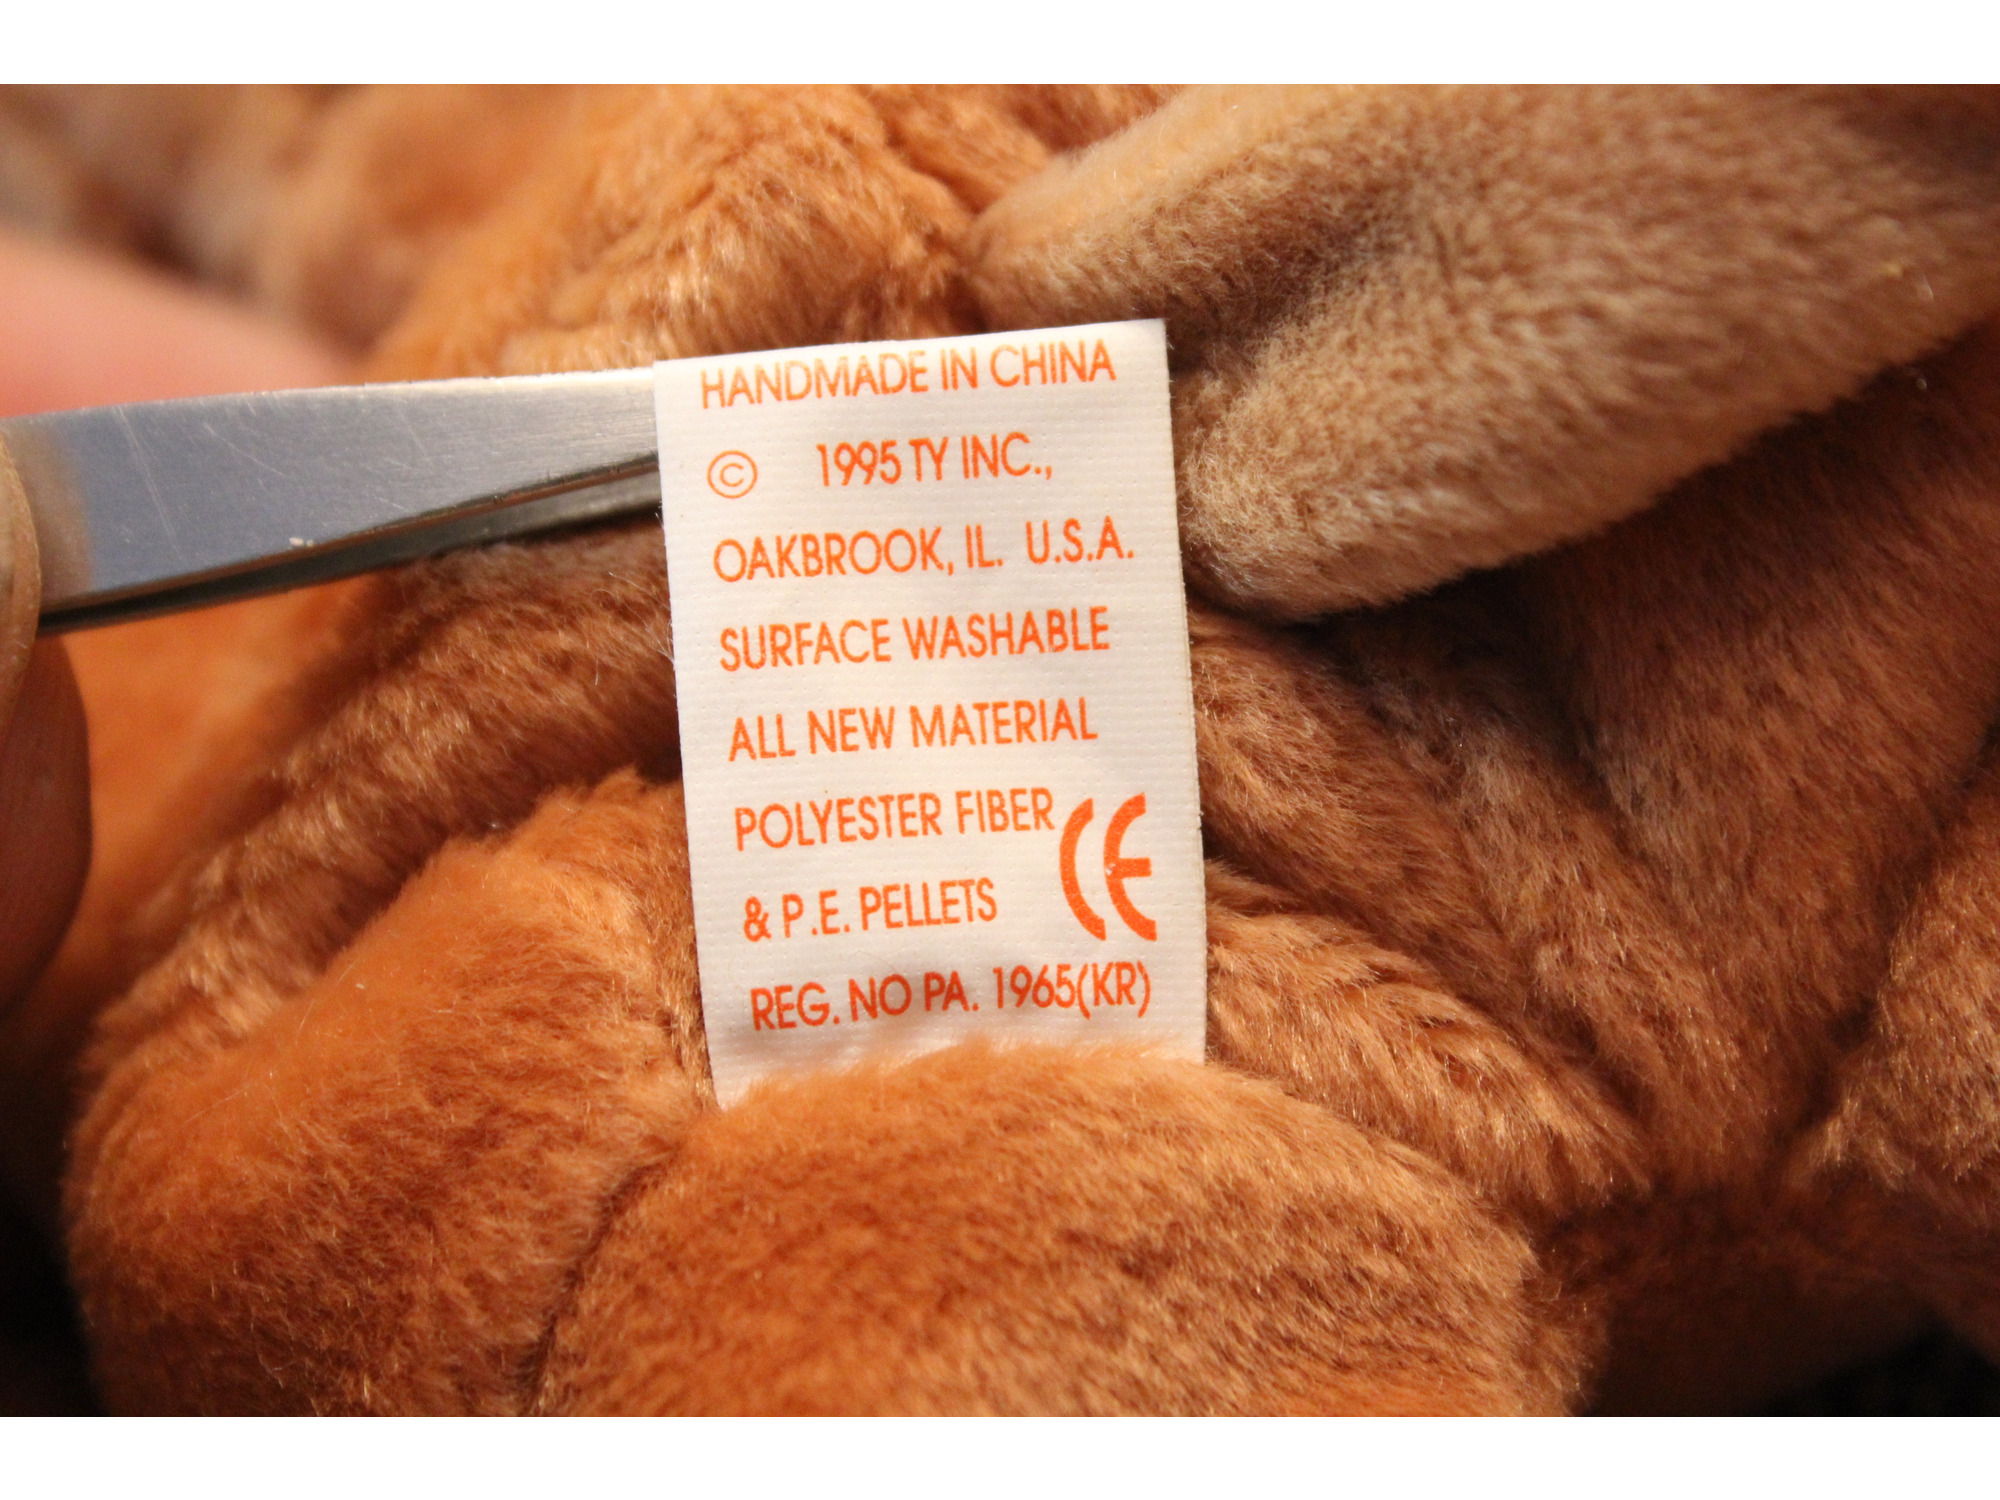 HANDMADE IN CHINA
© 1995 TY INC.,
OAKBROOK, IL. U.S.A.
SURFACE WASHABLE
ALL NEW MATERIAL
POLYESTER FIBER
& P.E. PELLETS CE
REG. NO PA. 1965(KR)